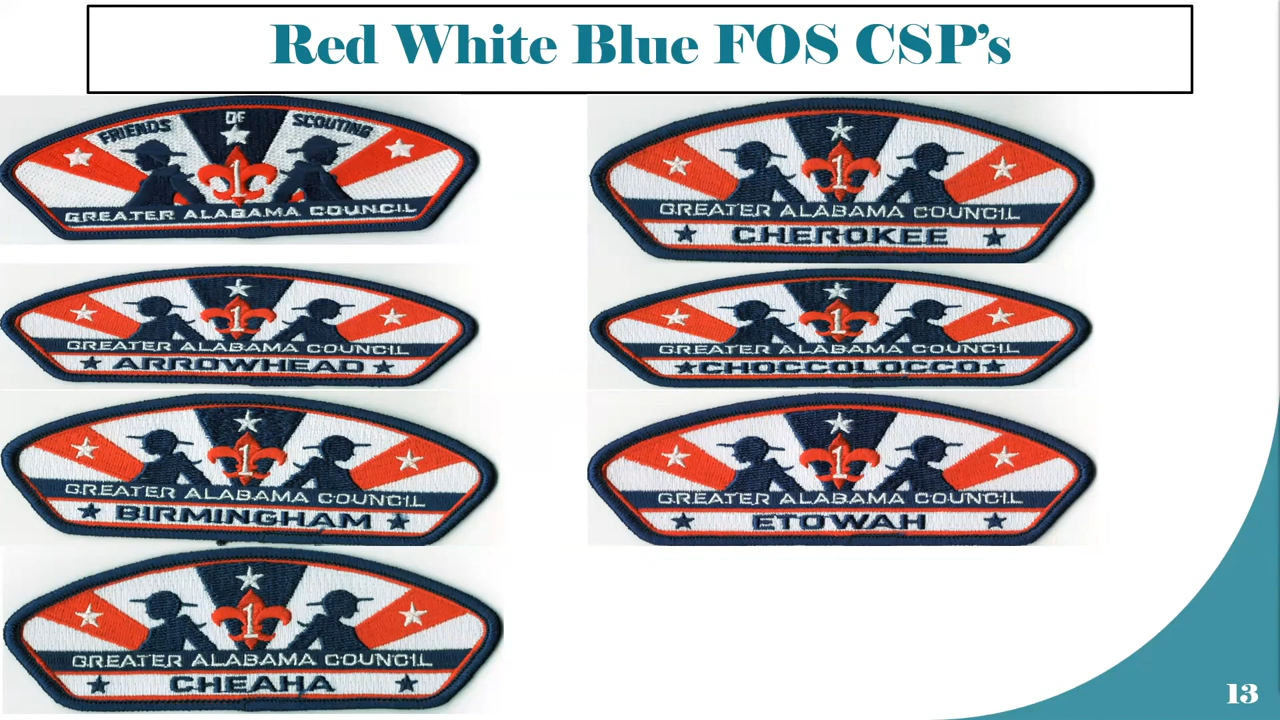 Red White Blue FOS CSP's
FRIENDS OF SCOUTING
1
GREATER ALABAMA COUNCIL
1
GREATER ALABAMA COUNCIL
CHEROKEE
1
GREATER ALABAMA COUNCIL
ARROWHEAD
1
GREATER ALABAMA COUNCIL
CHOCCOLOCCO
1
GREATER ALABAMA COUNCIL
BIRMINGHAM
1
GREATER ALABAMA COUNCIL
ETOWAH
1
GREATER ALABAMA COUNCIL
CHEAHA
13